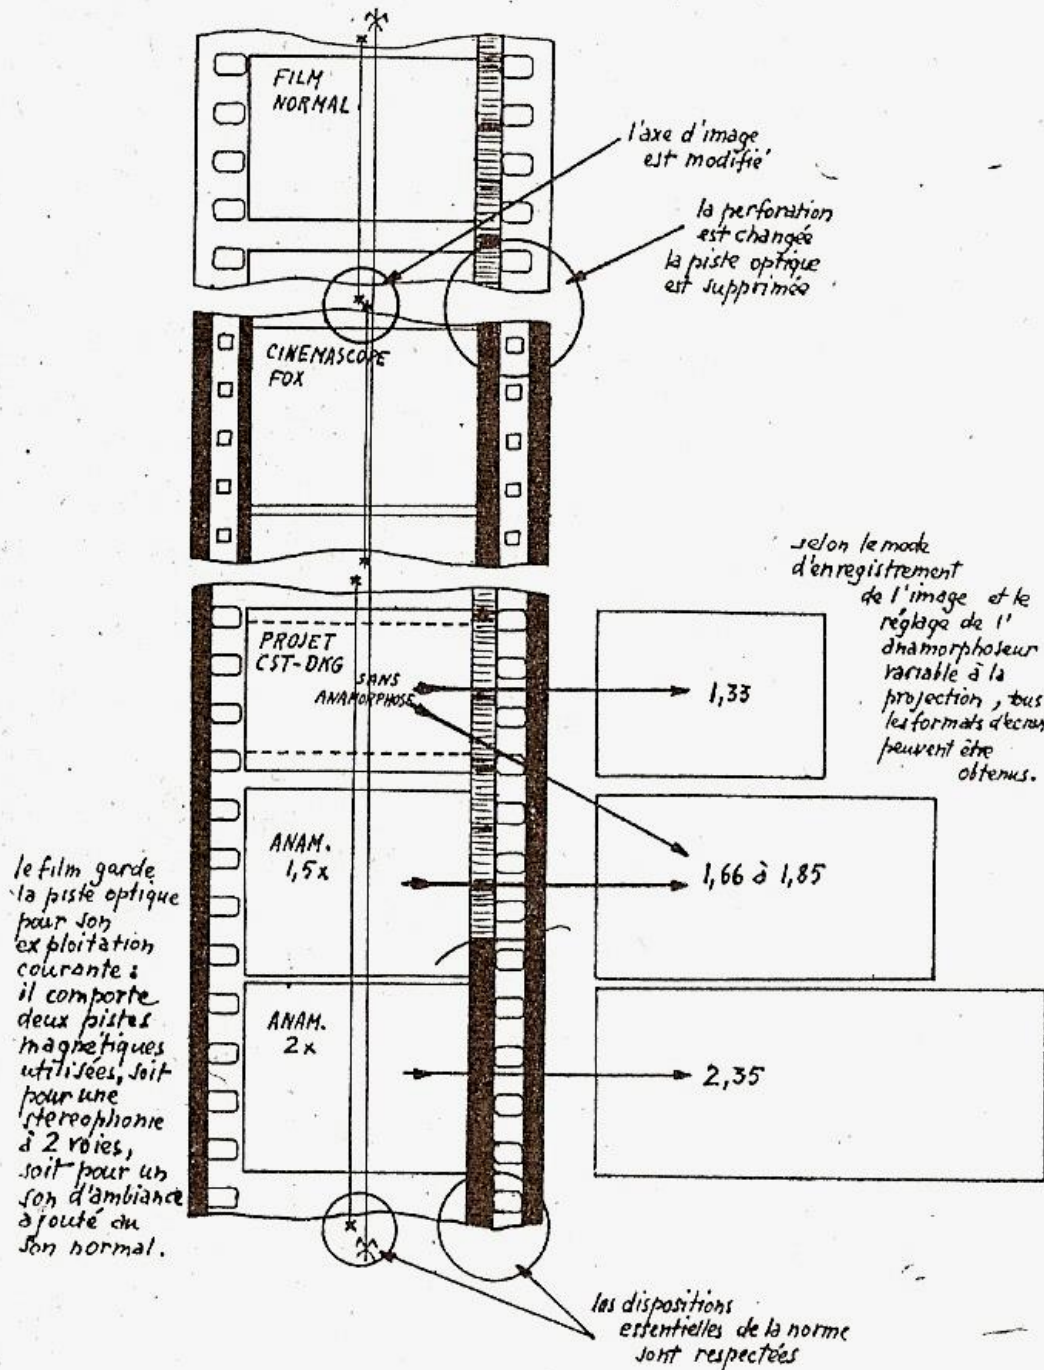 FILM
NORMAL
l'axe d'image
est modifié
la perforation
est changée
la piste optique
est supprimée
CINEMASCOPE
FOX
selon le mode
d'enregistrement
de l'image et le
réglage de l'
anamorphoseur
variable à la
projection, tous
les formats d'écran
peuvent être
obtenus.
PROJET
CST-DKG
SANS
ANAMORPHOSE
1,33
ANAM.
1,5x
1,66 à 1,85
le film garde
la piste optique
pour son
exploitation
courante :
il comporte
deux pistes
magnétiques
utilisées, soit
pour une
stereophonie
à 2 voies,
soit pour un
son d'ambiance
ajouté au
son normal.
ANAM.
2x
2,35
les dispositions
essentielles de la norme
sont respectées